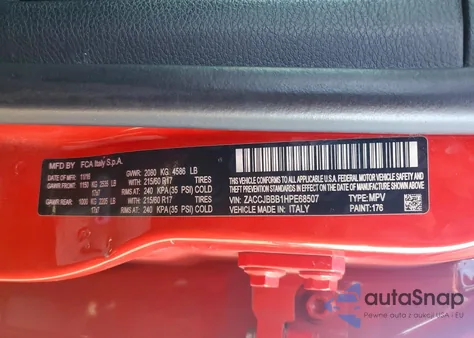 MFD BY FCA Italy S.p.A.
11/16 GVWR: 2080 KG 4586 LB
GAWR FRONT: 1150 KG 2535 LB WITH 215/60 R17 TIRES
17x7 RIMS AT: 240 KPA(35 PSI) COLD
GAWR REAR: 1000 KG 2205 LB WITH 215/60 R17 TIRES
17x7 RIMS AT: 240 KPA (35 PSI) COLD
THIS VEHICLE CONFORMS TO ALL APPLICABLE U.S.A. FEDERAL MOTOR VEHICLE SAFETY
AND THEFT PREVENTION STANDARDS IN EFFECT ON THE DATE OF MANUFACTURE SHOWN ABOVE
VIN: ZACCJBBB1HPE68507 TYPE: MPV
VEHICLE MADE IN: ITALY PAINT: 176
autoSnap
Pewne auto z aukcji USA i EU